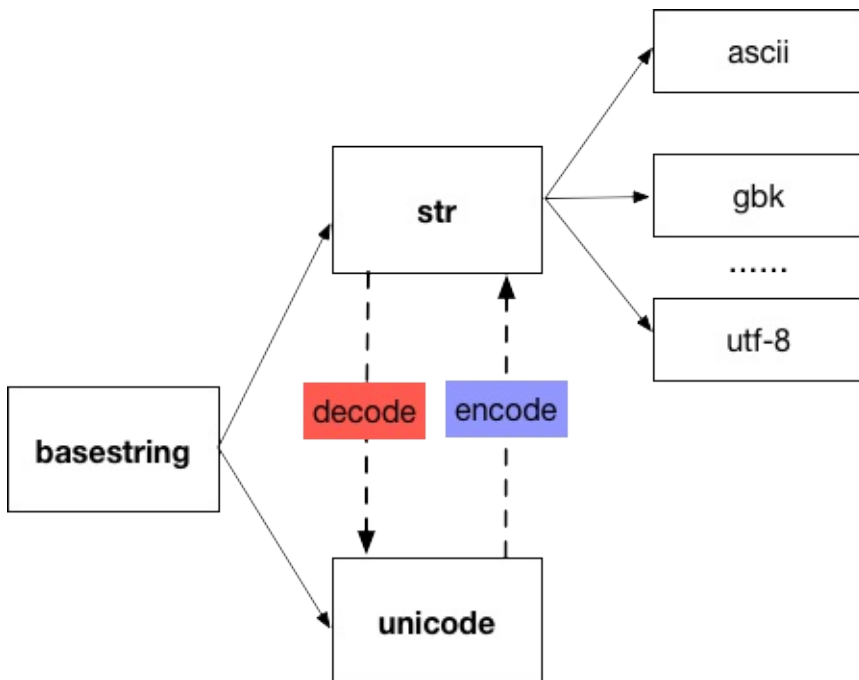 ascii
str
gbk
......
utf-8
decode
encode
basestring
unicode